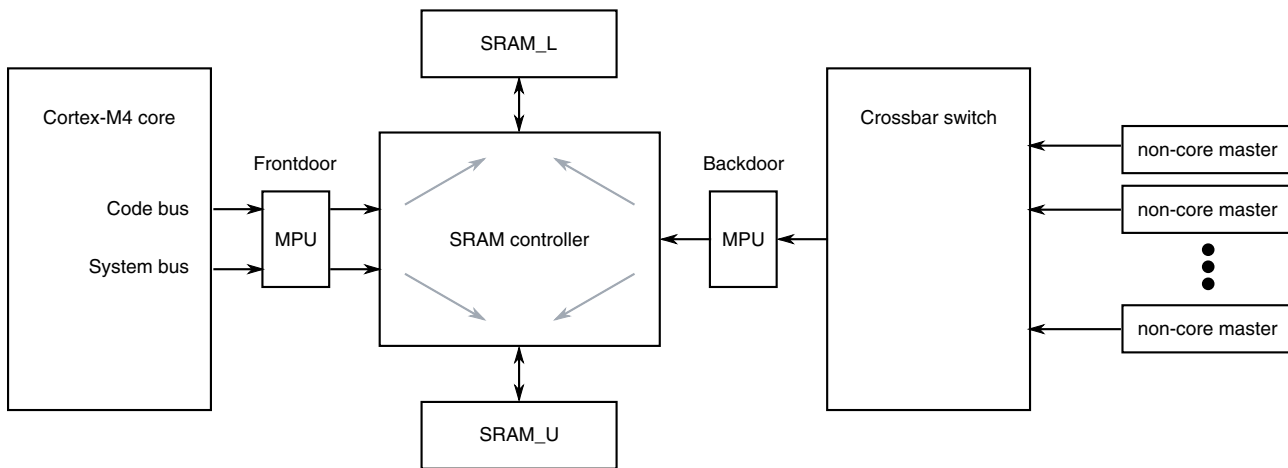 SRAM_L
Cortex-M4 core
Crossbar switch
Frontdoor
Backdoor
non-core master
Code bus
MPU
SRAM controller
MPU
non-core master
System bus
non-core master
SRAM_U